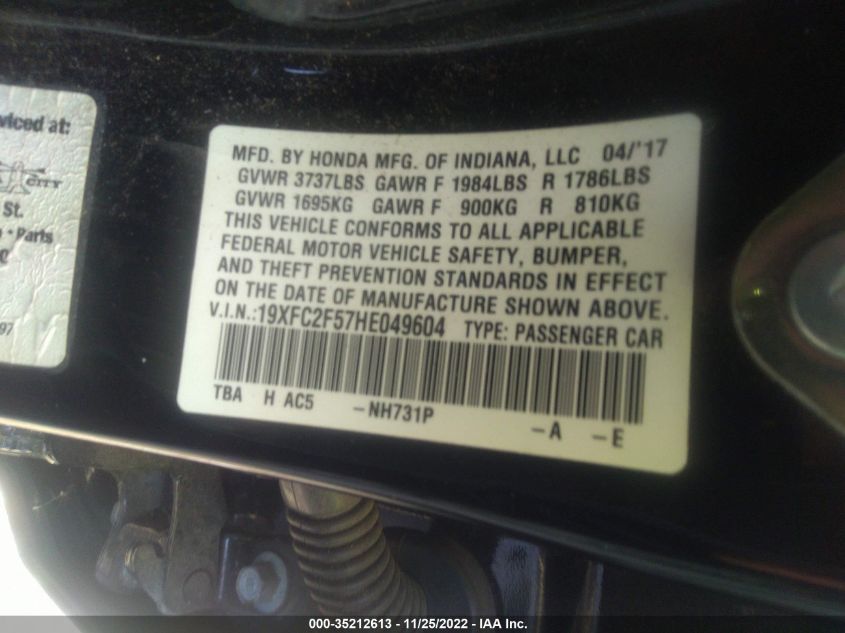 viced at:
CITY
St.
• Parts
97
MFD. BY HONDA MFG. OF INDIANA, LLC 04/'17
GVWR 3737LBS GAWR F 1984LBS R 1786LBS
GVWR 1695KG GAWR F 900KG R 810KG
THIS VEHICLE CONFORMS TO ALL APPLICABLE
FEDERAL MOTOR VEHICLE SAFETY, BUMPER,
AND THEFT PREVENTION STANDARDS IN EFFECT
ON THE DATE OF MANUFACTURE SHOWN ABOVE.
V.I.N.:19XFC2F57HE049604 TYPE: PASSENGER CAR
TBA H AC5 -NH731P -A -E
000-35212613 - 11/25/2022 - IAA Inc.